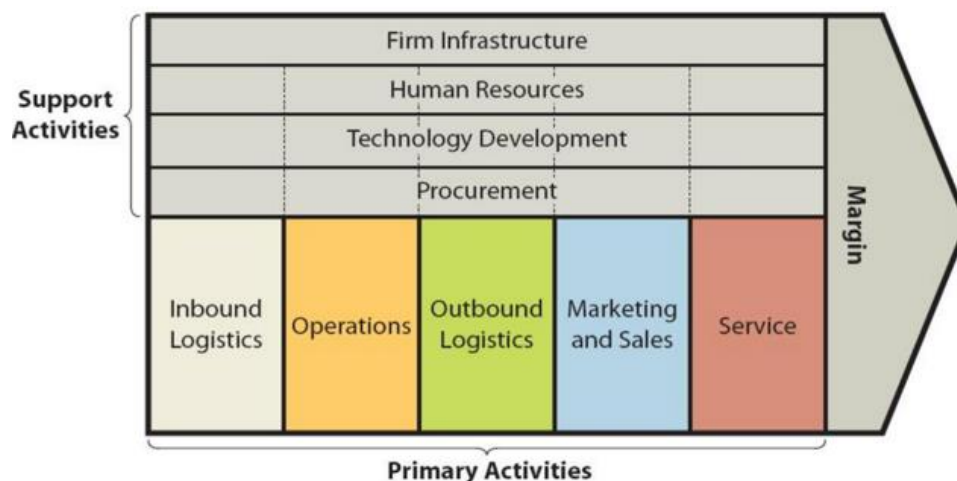 Firm Infrastructure
Human Resources
Technology Development
Procurement
Support
Activities
Inbound
Logistics
Operations
Outbound
Logistics
Marketing
and Sales
Service
Margin
Primary Activities